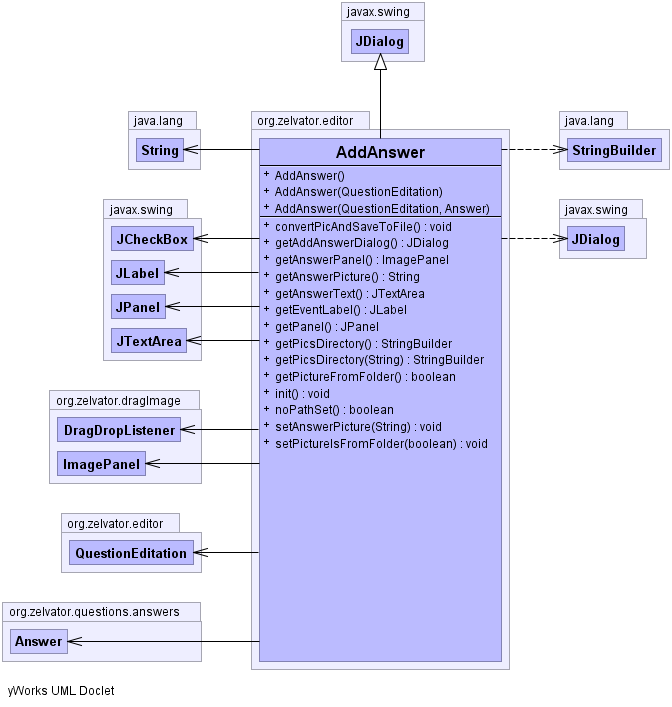 javax.swing
JDialog
java.lang
String
org.zelvator.editor
java.lang
StringBuilder
AddAnswer
+ AddAnswer()
+ AddAnswer(QuestionEditation)
+ AddAnswer(QuestionEditation, Answer)
+ convertPicAndSaveToFile() : void
+ getAddAnswerDialog() : JDialog
+ getAnswerPanel() : ImagePanel
+ getAnswerPicture() : String
+ getAnswerText() : JTextArea
+ getEventLabel() : JLabel
+ getPanel() : JPanel
+ getPicsDirectory() : StringBuilder
+ getPicsDirectory(String) : StringBuilder
+ getPictureFromFolder() : boolean
+ init() : void
+ noPathSet() : boolean
+ setAnswerPicture(String) : void
+ setPictureIsFromFolder(boolean) : void
javax.swing
JCheckBox
JLabel
JPanel
JTextArea
javax.swing
JDialog
org.zelvator.dragImage
DragDropListener
ImagePanel
org.zelvator.editor
QuestionEditation
org.zelvator.questions.answers
Answer
yWorks UML Doclet